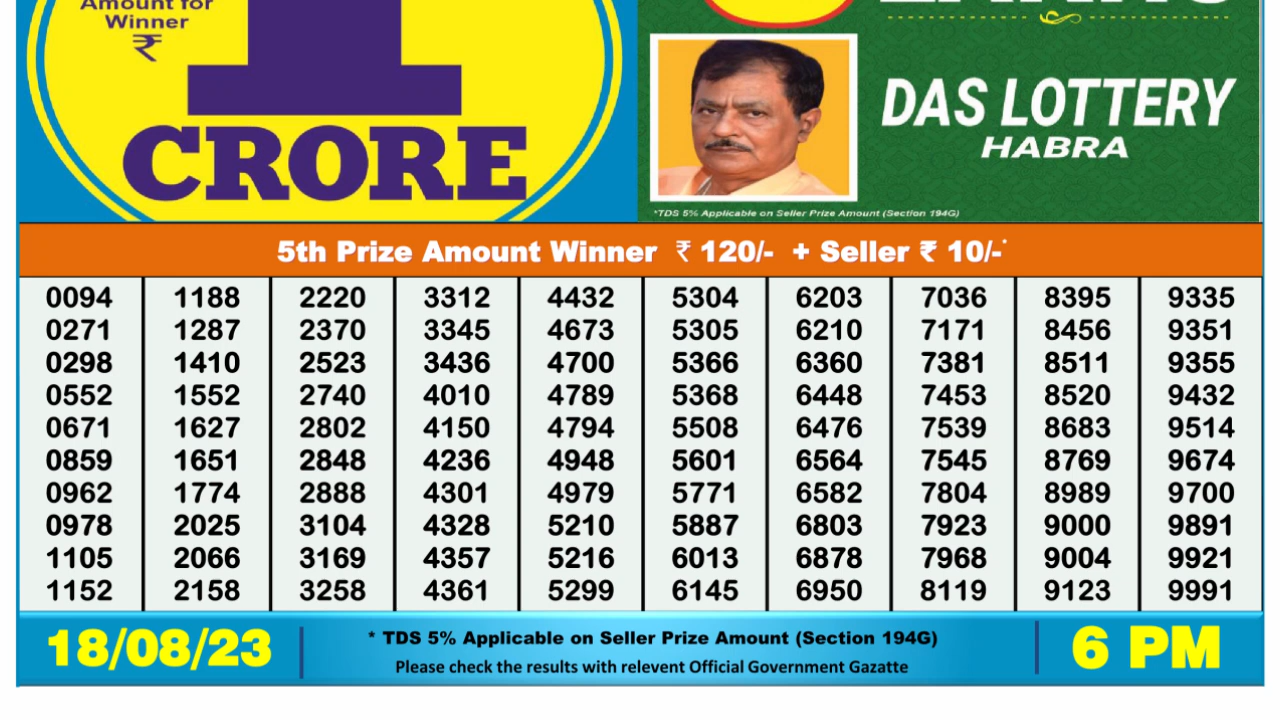 Amount for
Winner
₹
1
CRORE
DAS LOTTERY
HABRA
*TDS 5% Applicable on Seller Prize Amount (Section 194G)
5th Prize Amount Winner ₹ 120/- + Seller ₹ 10/-*
0094 1188 2220 3312 4432 5304 6203 7036 8395 9335
0271 1287 2370 3345 4673 5305 6210 7171 8456 9351
0298 1410 2523 3436 4700 5366 6360 7381 8511 9355
0552 1552 2740 4010 4789 5368 6448 7453 8520 9432
0671 1627 2802 4150 4794 5508 6476 7539 8683 9514
0859 1651 2848 4236 4948 5601 6564 7545 8769 9674
0962 1774 2888 4301 4979 5771 6582 7804 8989 9700
0978 2025 3104 4328 5210 5887 6803 7923 9000 9891
1105 2066 3169 4357 5216 6013 6878 7968 9004 9921
1152 2158 3258 4361 5299 6145 6950 8119 9123 9991
18/08/23
* TDS 5% Applicable on Seller Prize Amount (Section 194G)
Please check the results with relevent Official Government Gazatte
6 PM